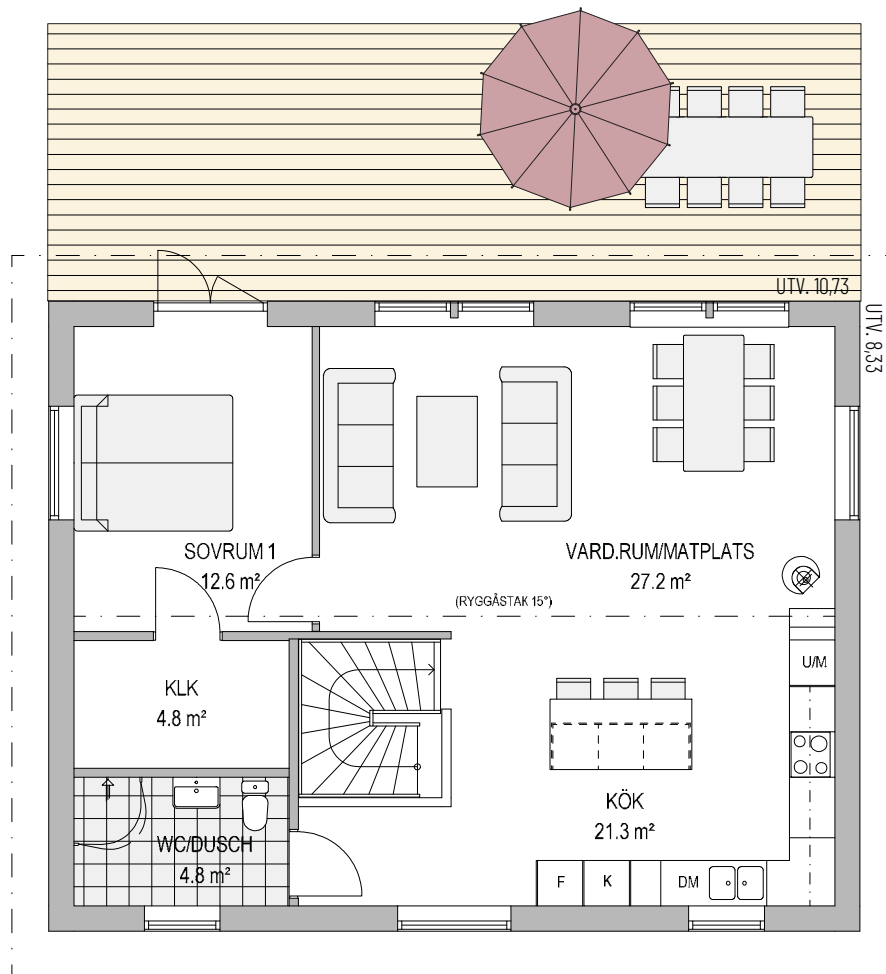 UTV. 10,73
UTV. 8,33
SOVRUM 1
12.6 m²
VARD.RUM/MATPLATS
27.2 m²
(RYGGÅSTAK 15°)
U/M
KLK
4.8 m²
KÖK
21.3 m²
WC/DUSCH
4.8 m²
F
K
DM